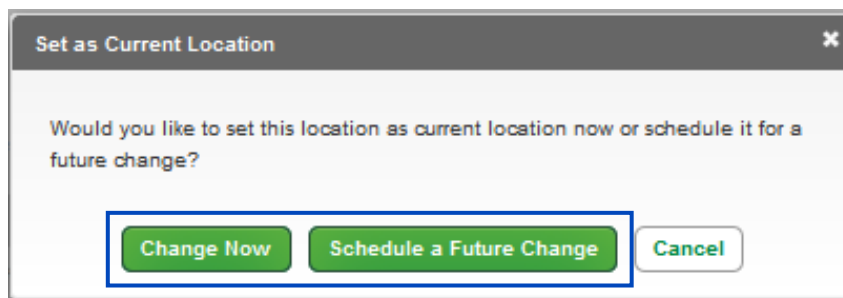 Set as Current Location
Would you like to set this location as current location now or schedule it for a
future change?
Change Now Schedule a Future Change Cancel